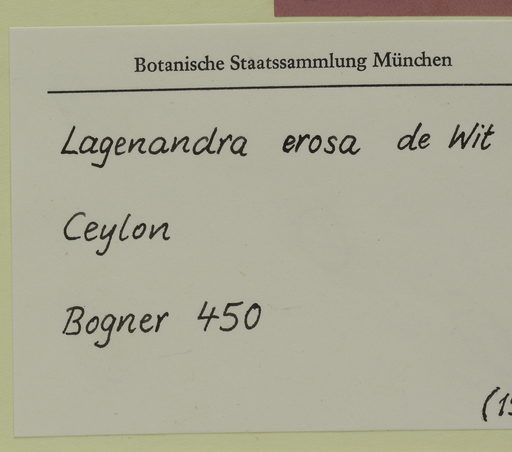 Botanische Staatssammlung München
Lagenandra erosa de Wit
Ceylon
Bogner 450